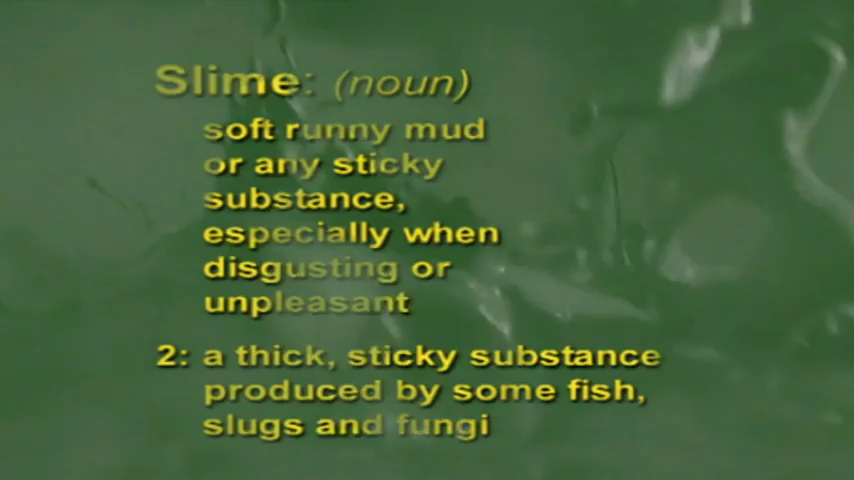 Slime: (noun)
soft runny mud
or any sticky
substance,
especially when
disgusting or
unpleasant
2: a thick, sticky substance
produced by some fish,
slugs and fungi